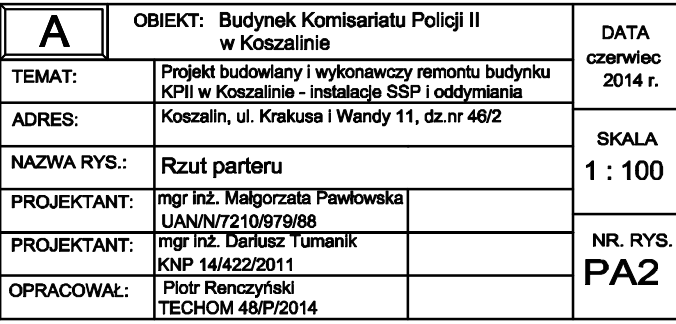 A
OBIEKT: Budynek Komisariatu Policji II
w Koszalinie
TEMAT: Projekt budowlany i wykonawczy remontu budynku
KPII w Koszalinie - instalacje SSP i oddymiania
ADRES: Koszalin, ul. Krakusa i Wandy 11, dz.nr 46/2
NAZWA RYS.: Rzut parteru
PROJEKTANT: mgr inż. Małgorzata Pawłowska
UAN/N/7210/979/88
PROJEKTANT: mgr inż. Dariusz Tumanik
KNP 14/422/2011
OPRACOWAŁ: Piotr Renczyński
TECHOM 48/P/2014
DATA
czerwiec
2014 r.
SKALA
1 : 100
NR. RYS.
PA2